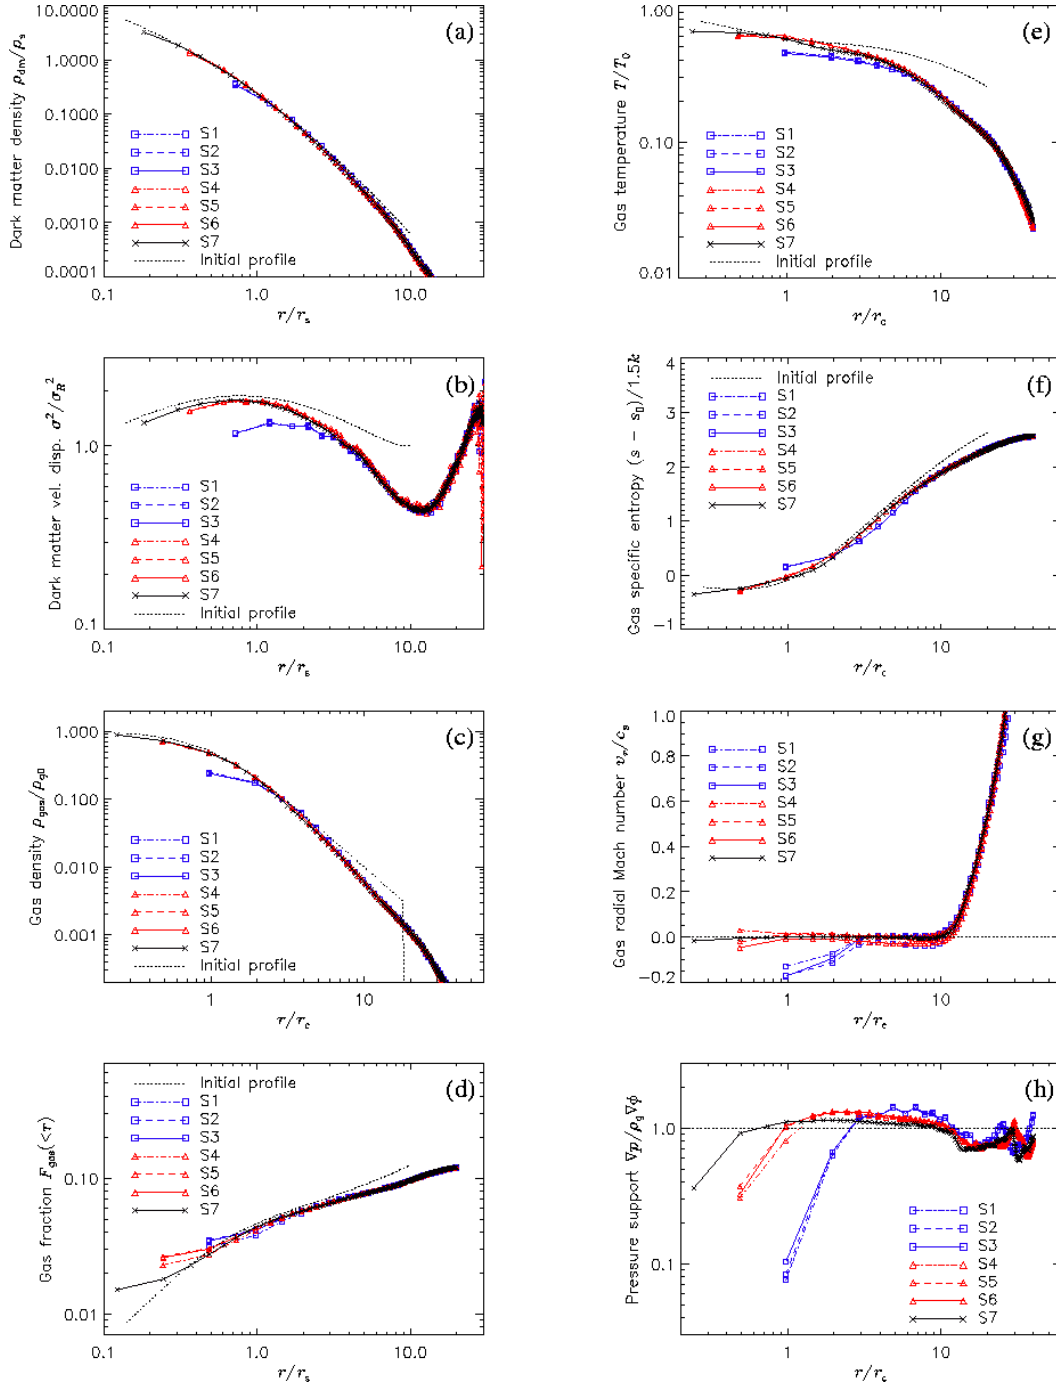 (a)
Dark matter density ρdm/ρs
10.0000
1.0000
0.1000
0.0100
0.0010
0.0001
S1
S2
S3
S4
S5
S6
S7
Initial profile
0.1
1.0
10.0
r/rs
(e)
Gas temperature T/T0
1.00
0.10
0.01
S1
S2
S3
S4
S5
S6
S7
Initial profile
1
10
r/rc
(b)
Dark matter vel. disp. σ²/σR²
1.0
0.1
S1
S2
S3
S4
S5
S6
S7
Initial profile
0.1
1.0
10.0
r/rs
(f)
Gas specific entropy (s − s0)/1.5k
4
3
2
1
0
−1
Initial profile
S1
S2
S3
S4
S5
S6
S7
1
10
r/rc
(c)
Gas density ρgas/ρg0
1.000
0.100
0.010
0.001
S1
S2
S3
S4
S5
S6
S7
Initial profile
1
10
r/rc
(g)
Gas radial Mach number vr/cs
1.0
0.8
0.6
0.4
0.2
0.0
−0.2
S1
S2
S3
S4
S5
S6
S7
1
10
r/rc
(d)
Gas fraction Fgas(<r)
0.10
0.01
Initial profile
S1
S2
S3
S4
S5
S6
S7
0.1
1.0
10.0
r/rs
(h)
Pressure support ∇p/ρg∇ϕ
1.0
0.1
S1
S2
S3
S4
S5
S6
S7
1
10
r/rc